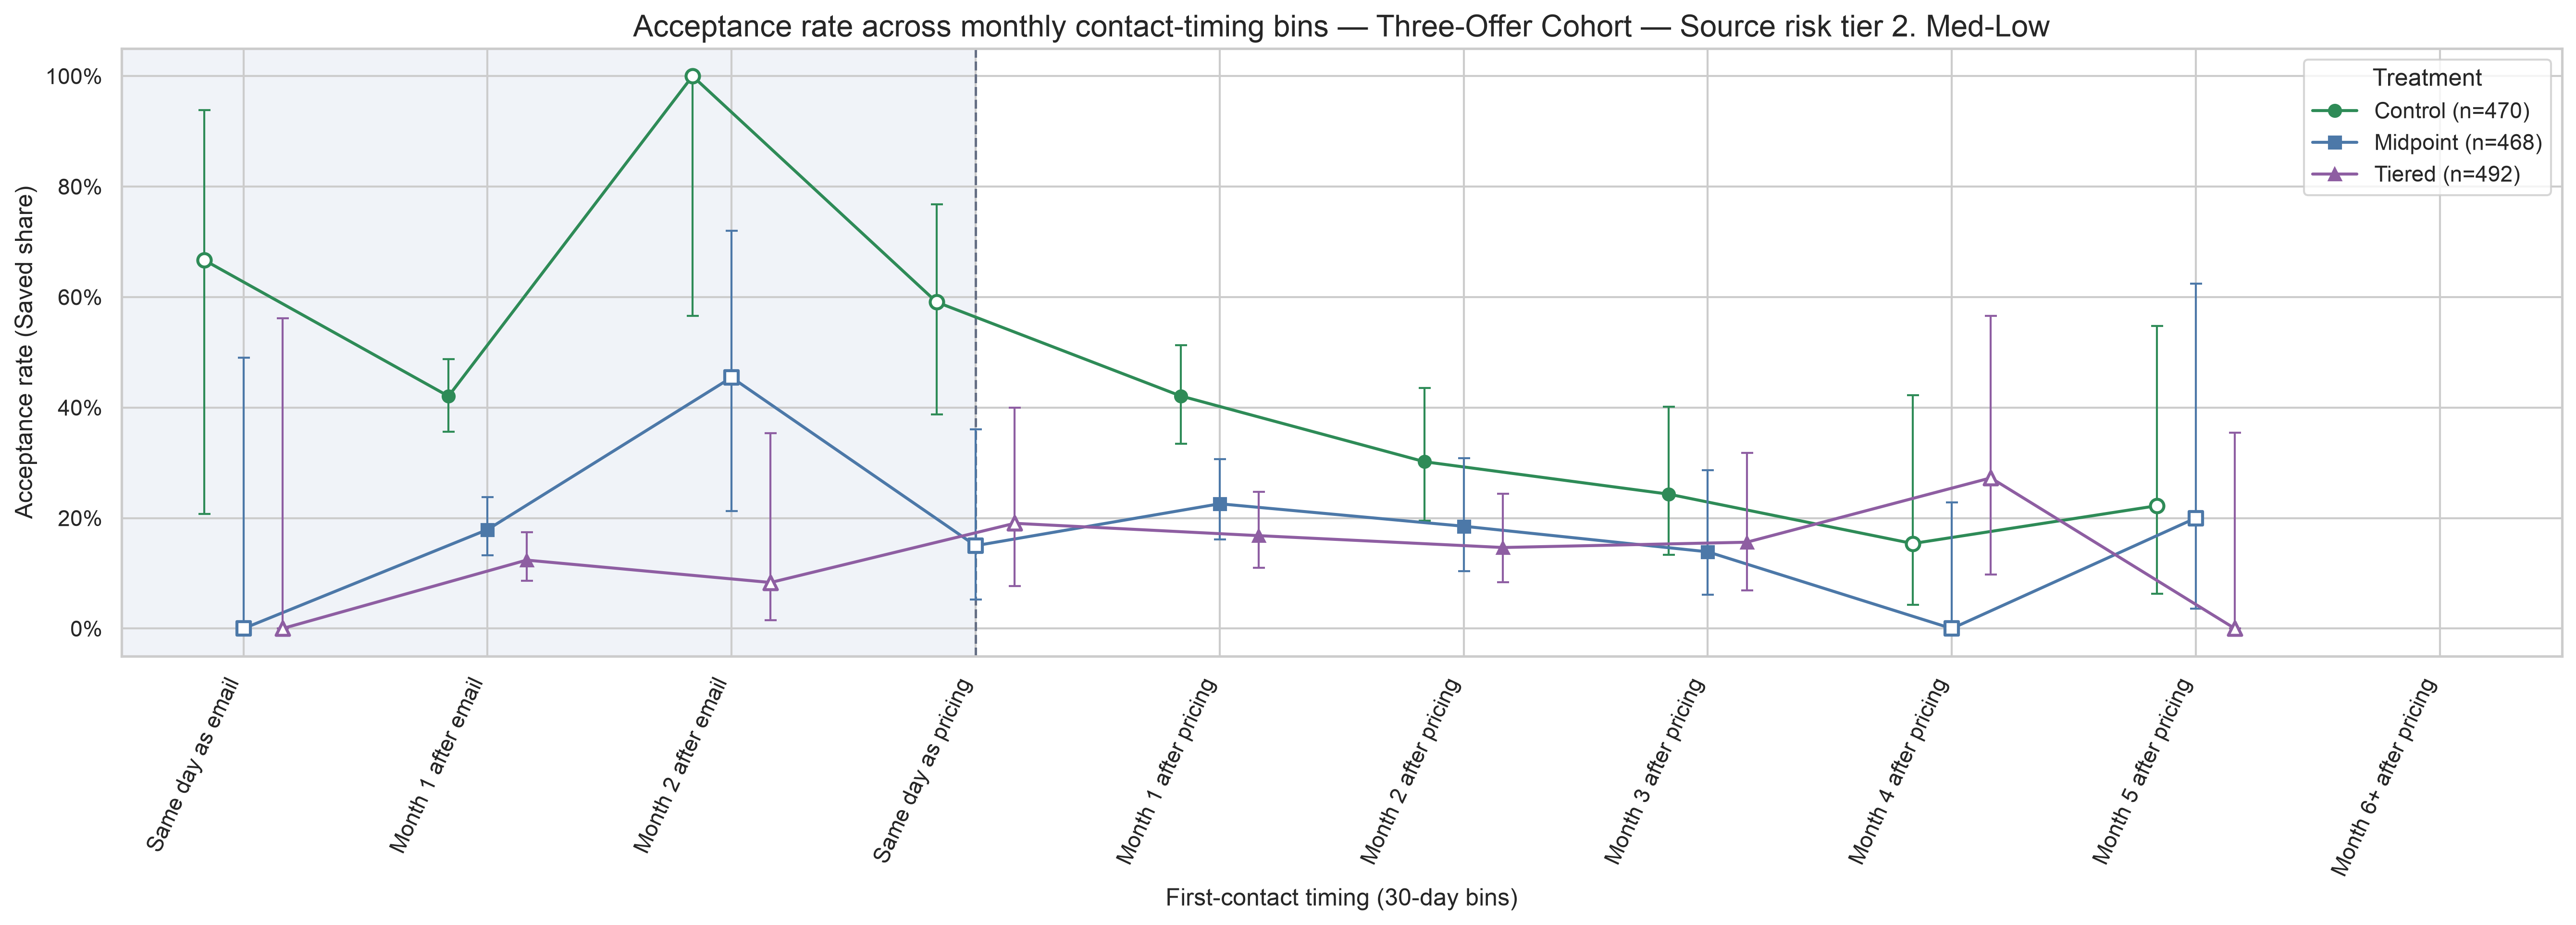 Acceptance rate across monthly contact-timing bins — Three-Offer Cohort — Source risk tier 2. Med-Low
Acceptance rate (Saved share)
100%
80%
60%
40%
20%
0%
Treatment
Control (n=470)
Midpoint (n=468)
Tiered (n=492)
Same day as email
Month 1 after email
Month 2 after email
Same day as pricing
Month 1 after pricing
Month 2 after pricing
Month 3 after pricing
Month 4 after pricing
Month 5 after pricing
Month 6+ after pricing
First-contact timing (30-day bins)